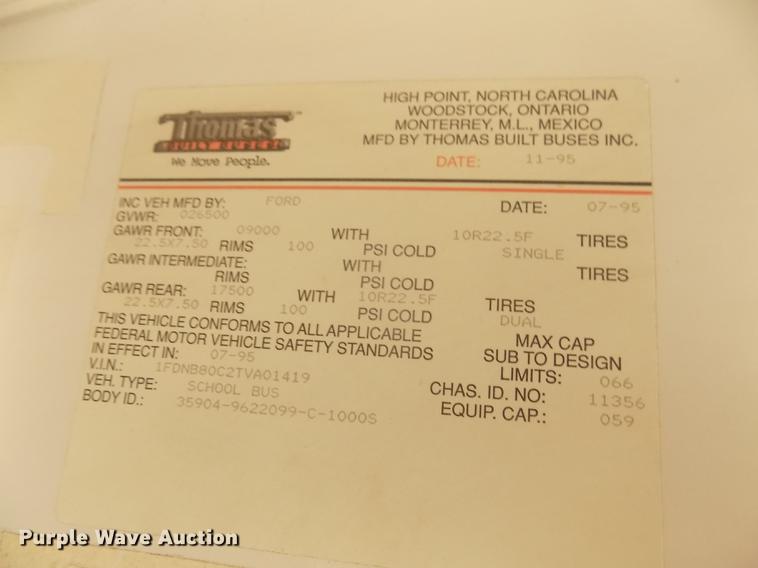 Thomas
BUILT BUSES
We Move People.
HIGH POINT, NORTH CAROLINA
WOODSTOCK, ONTARIO
MONTERREY, M.L., MEXICO
MFD BY THOMAS BUILT BUSES INC.
DATE: 11-95
INC VEH MFD BY: FORD DATE: 07-95
GVWR: 026500
GAWR FRONT: 09000 WITH 10R22.5F TIRES
22.5X7.50 RIMS 100 PSI COLD SINGLE
GAWR INTERMEDIATE: WITH TIRES
RIMS PSI COLD
GAWR REAR: 17500 WITH 10R22.5F TIRES
22.5X7.50 RIMS 100 PSI COLD DUAL
THIS VEHICLE CONFORMS TO ALL APPLICABLE
FEDERAL MOTOR VEHICLE SAFETY STANDARDS
IN EFFECT IN: 07-95
V.I.N.: 1FDNB80C2TVA01419
VEH. TYPE: SCHOOL BUS
BODY ID.: 35904-9622099-C-1000S
MAX CAP
SUB TO DESIGN
LIMITS: 066
CHAS. ID. NO: 11356
EQUIP. CAP.: 059
Purple Wave Auction